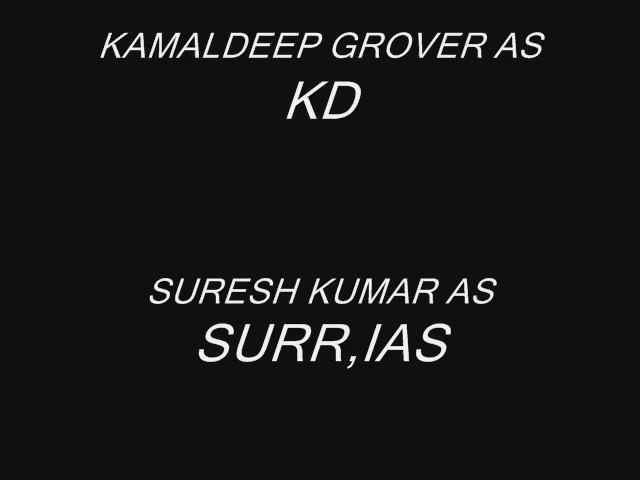 KAMALDEEP GROVER AS
KD
SURESH KUMAR AS
SURR,IAS